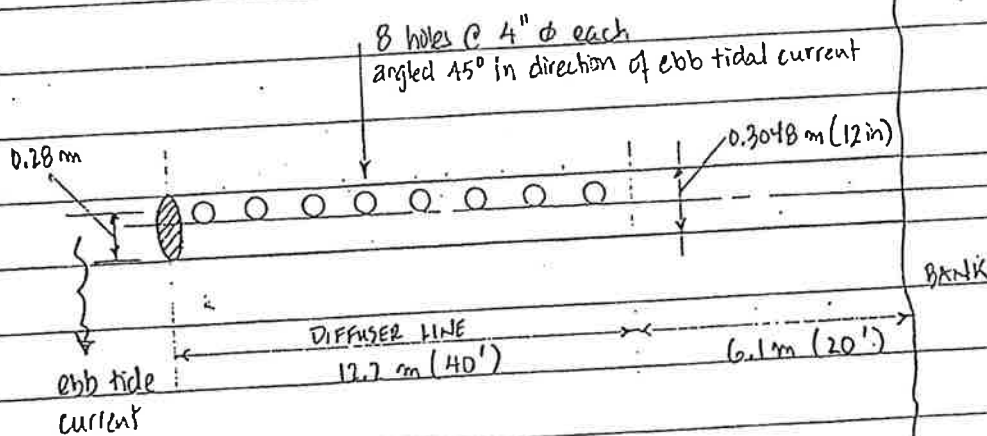 8 holes @ 4" ø each
angled 45° in direction of ebb tidal current
0.28 m
0.3048 m (12 in)
BANK
DIFFUSER LINE
12.2 m (40')
6.1 m (20')
ebb tide
current